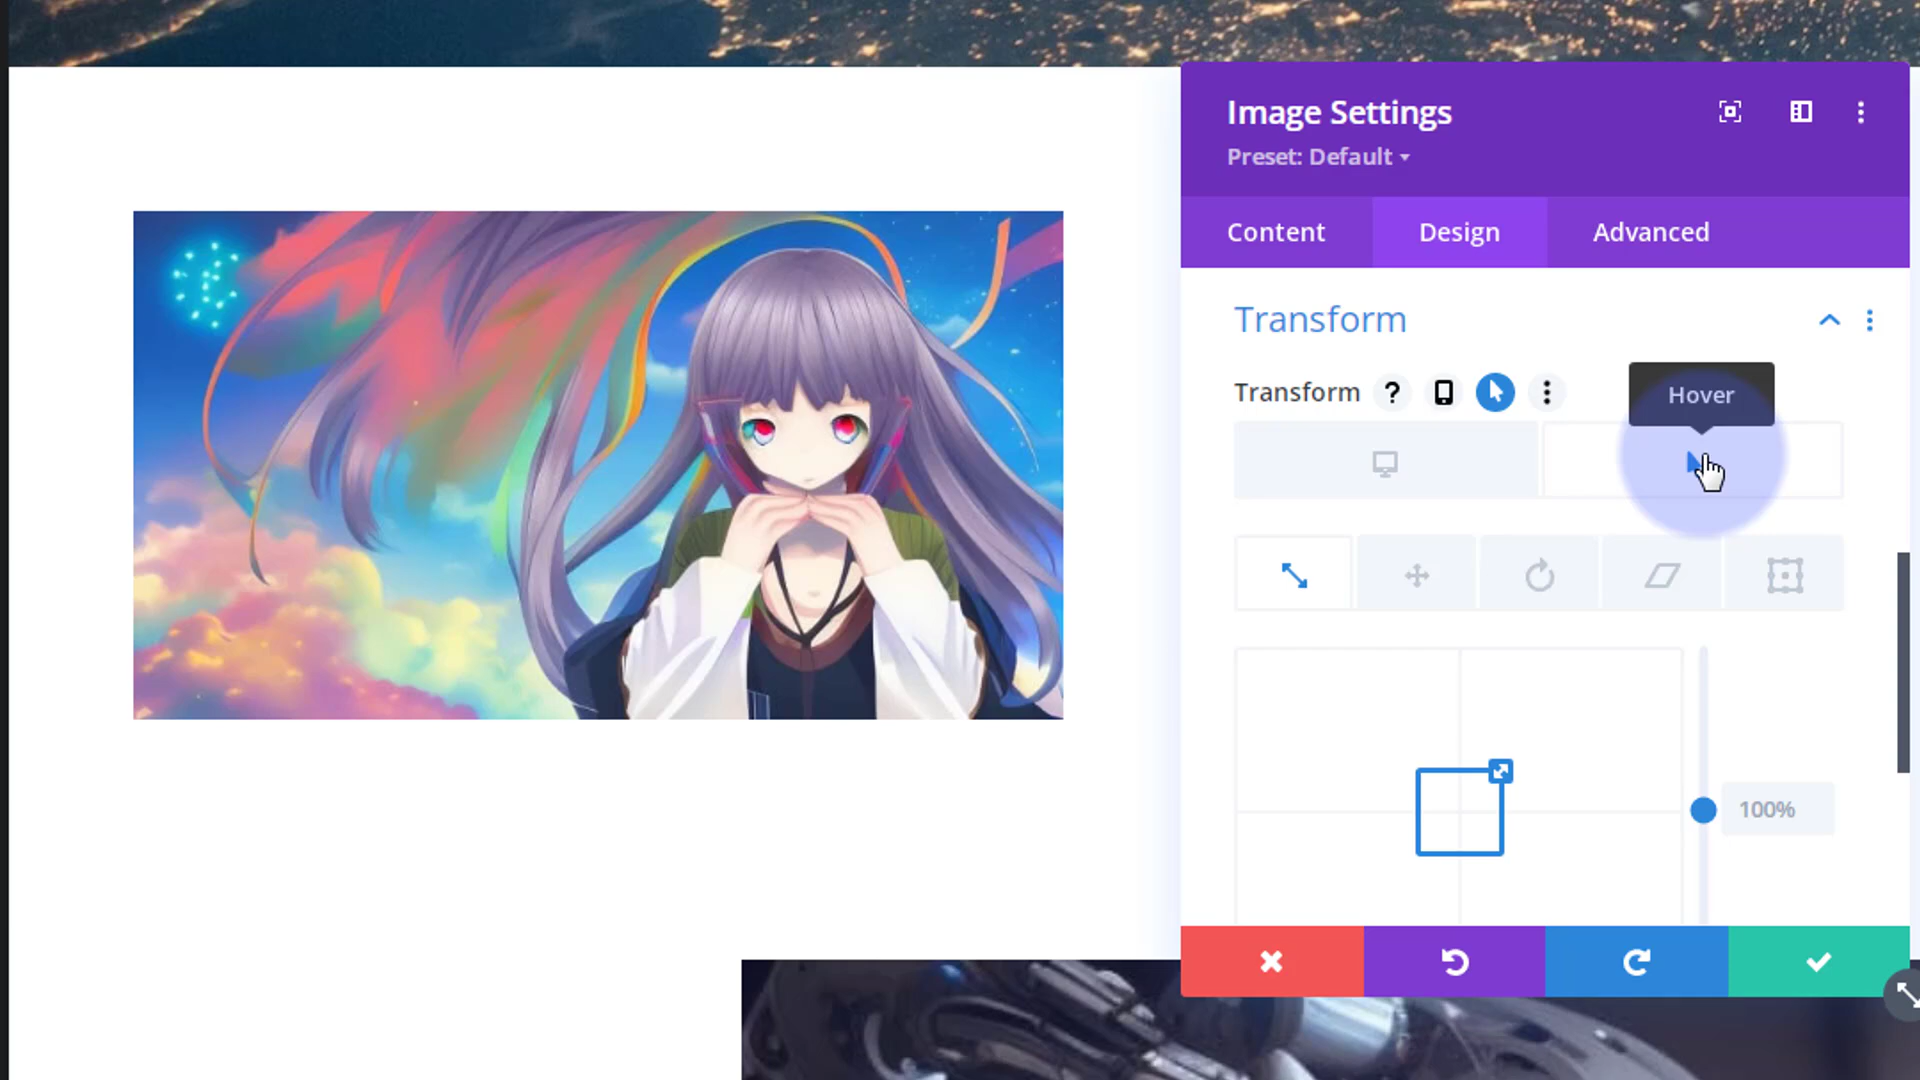 Image Settings
Preset: Default
Content
Design
Advanced
Transform
Transform
?
Hover
100%